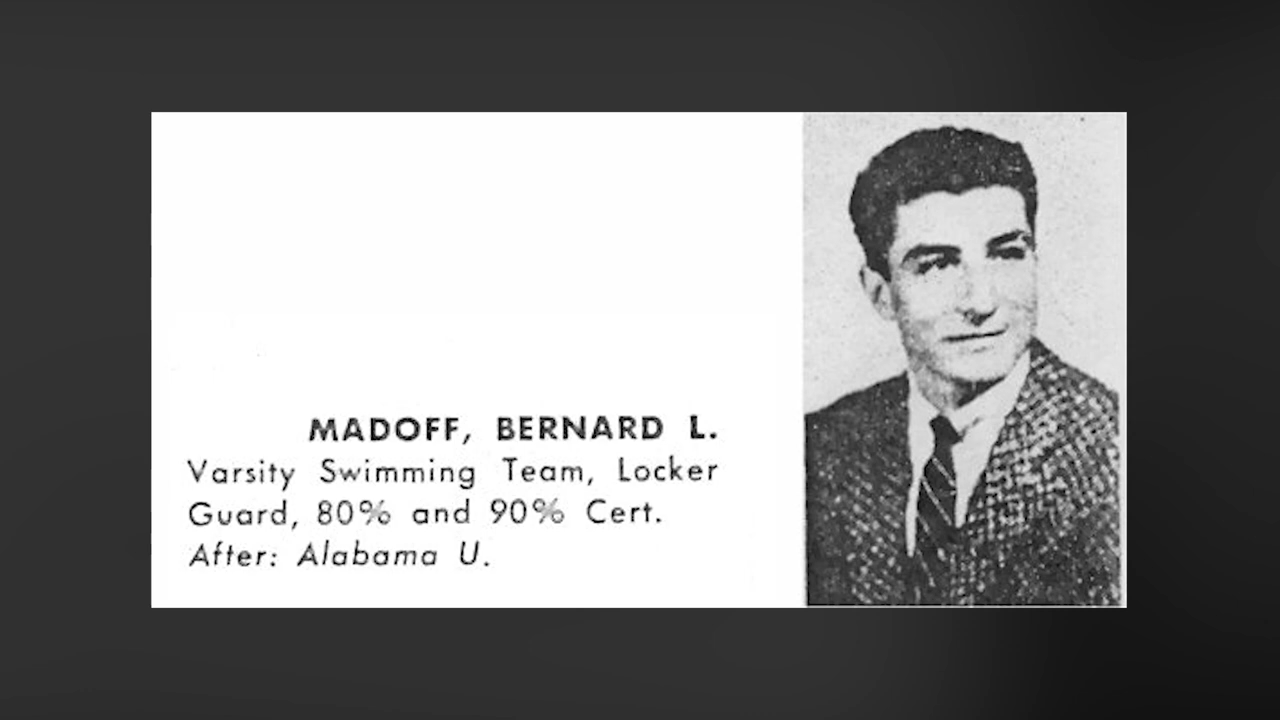 MADOFF, BERNARD L.
Varsity Swimming Team, Locker
Guard, 80% and 90% Cert.
After: Alabama U.